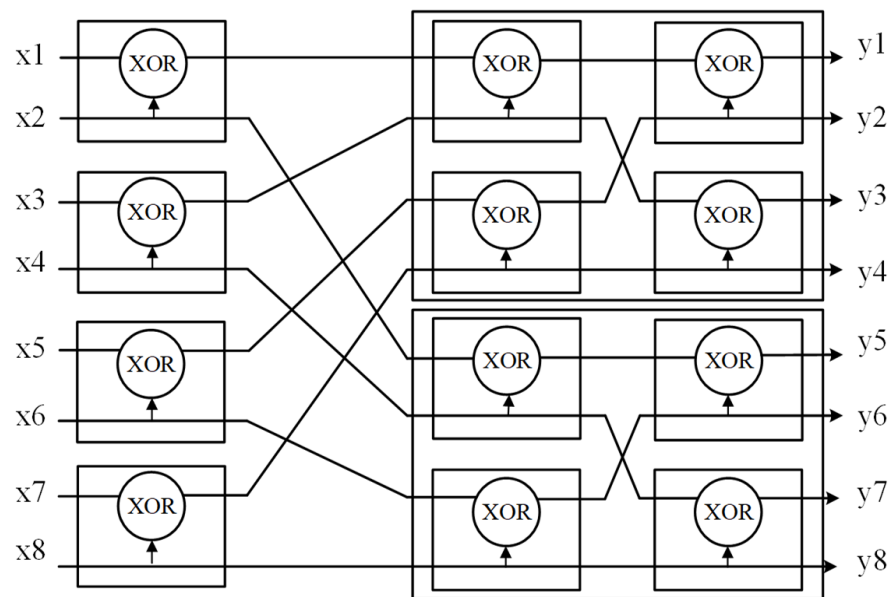 x1 XOR XOR XOR y1
x2 y2
x3 XOR XOR XOR y3
x4 y4
x5 XOR XOR XOR y5
x6 y6
x7 XOR XOR XOR y7
x8 y8